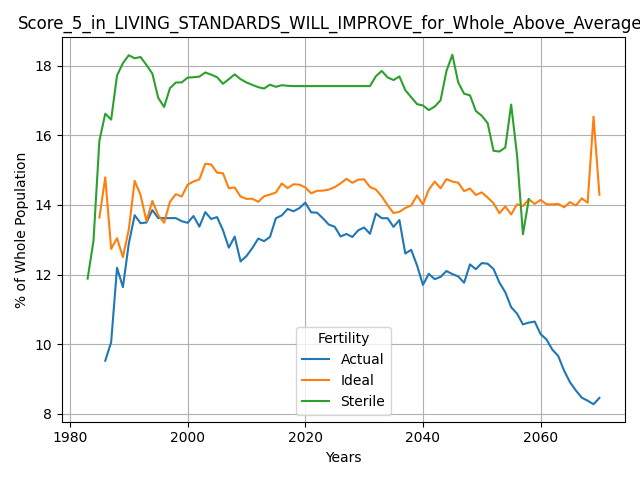 Score_5_in_LIVING_STANDARDS_WILL_IMPROVE_for_Whole_Above_Average
% of Whole Population
18
16
14
12
10
8
1980
2000
2020
2040
2060
Years
Fertility
Actual
Ideal
Sterile